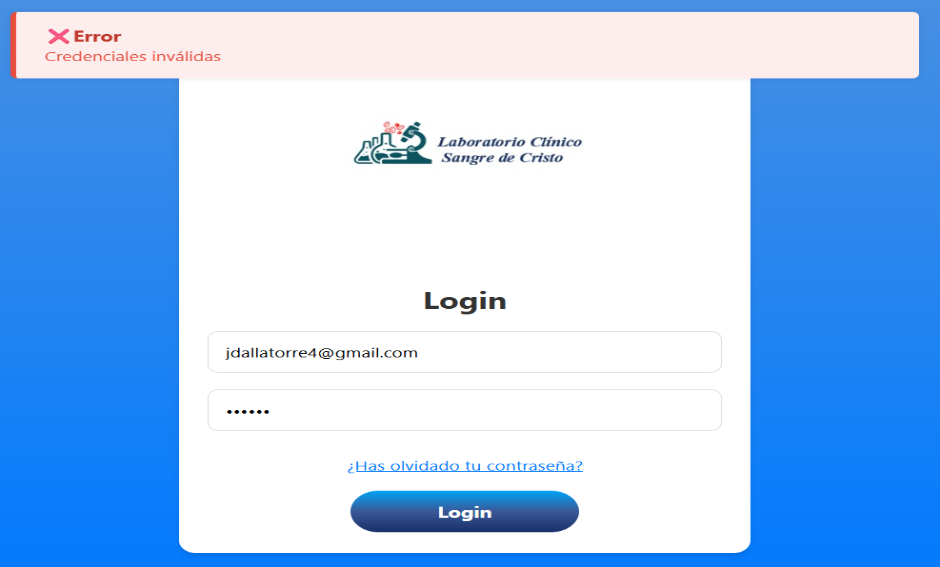 ❌ Error
Credenciales inválidas
Laboratorio Clínico
Sangre de Cristo
Login
jdallatorre4@gmail.com
••••••
¿Has olvidado tu contraseña?
Login